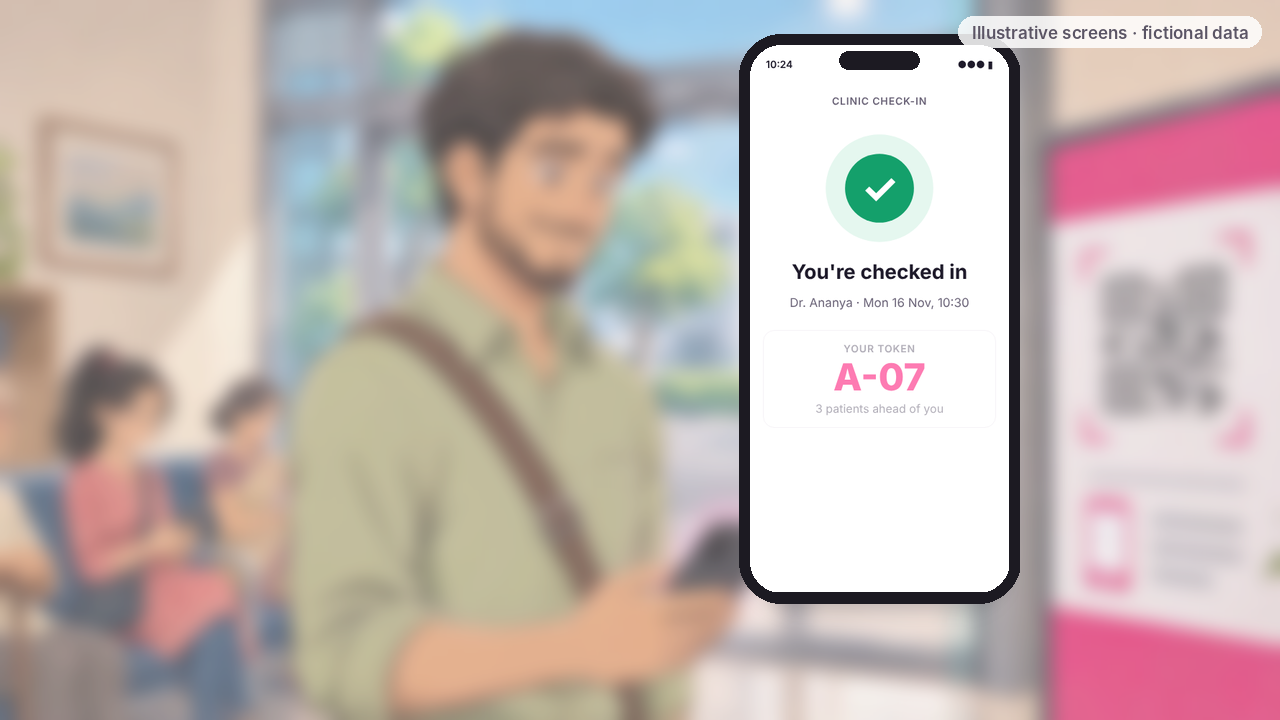 Illustrative screens · fictional data
10:24
CLINIC CHECK-IN
You're checked in
Dr. Ananya · Mon 16 Nov, 10:30
YOUR TOKEN
A-07
3 patients ahead of you